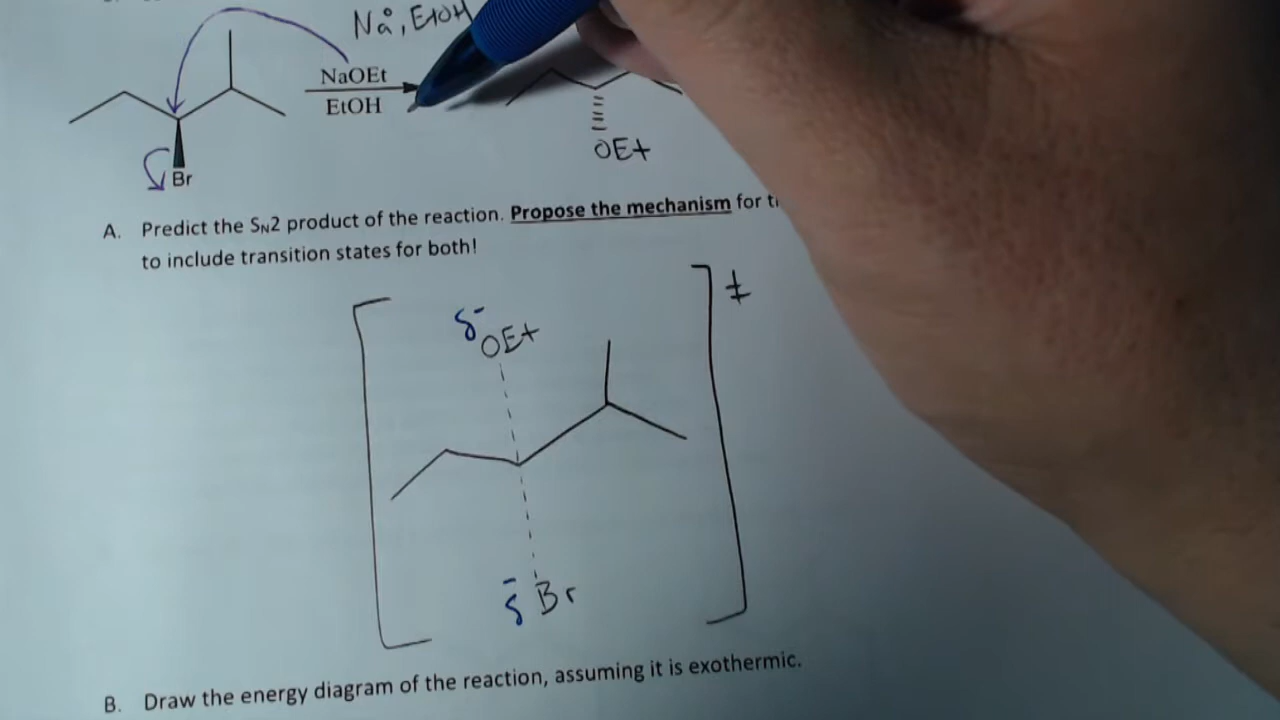 Na°, EtOH
NaOEt
EtOH
OEt
Br
A. Predict the SN2 product of the reaction. Propose the mechanism for
to include transition states for both!
‡
δ-
OEt
δ- Br
B. Draw the energy diagram of the reaction, assuming it is exothermic.